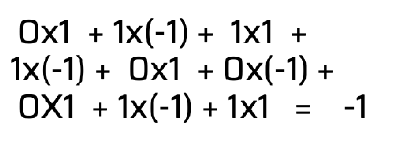 0x1 + 1x(-1) + 1x1 +
1x(-1) + 0x1 + 0x(-1) +
0X1 + 1x(-1) + 1x1 = -1